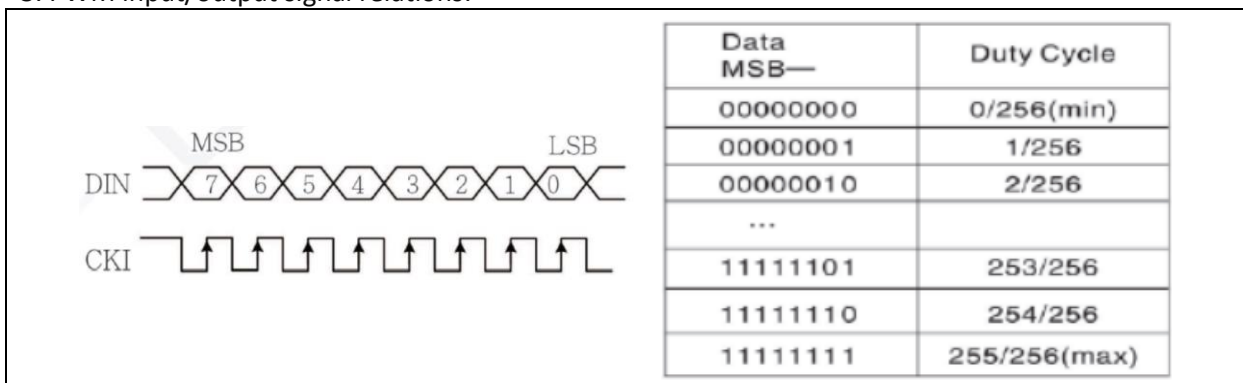 MSB LSB
DIN 7 6 5 4 3 2 1 0
CKI
Data
MSB— Duty Cycle
00000000 0/256(min)
00000001 1/256
00000010 2/256
...
11111101 253/256
11111110 254/256
11111111 255/256(max)